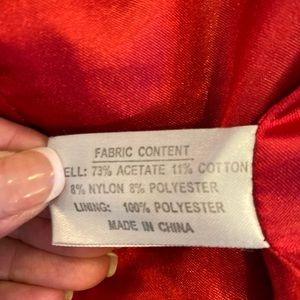 FABRIC CONTENT
ELL: 73% ACETATE 11% COTTON
8% NYLON 8% POLYESTER
LINING: 100% POLYESTER
MADE IN CHINA